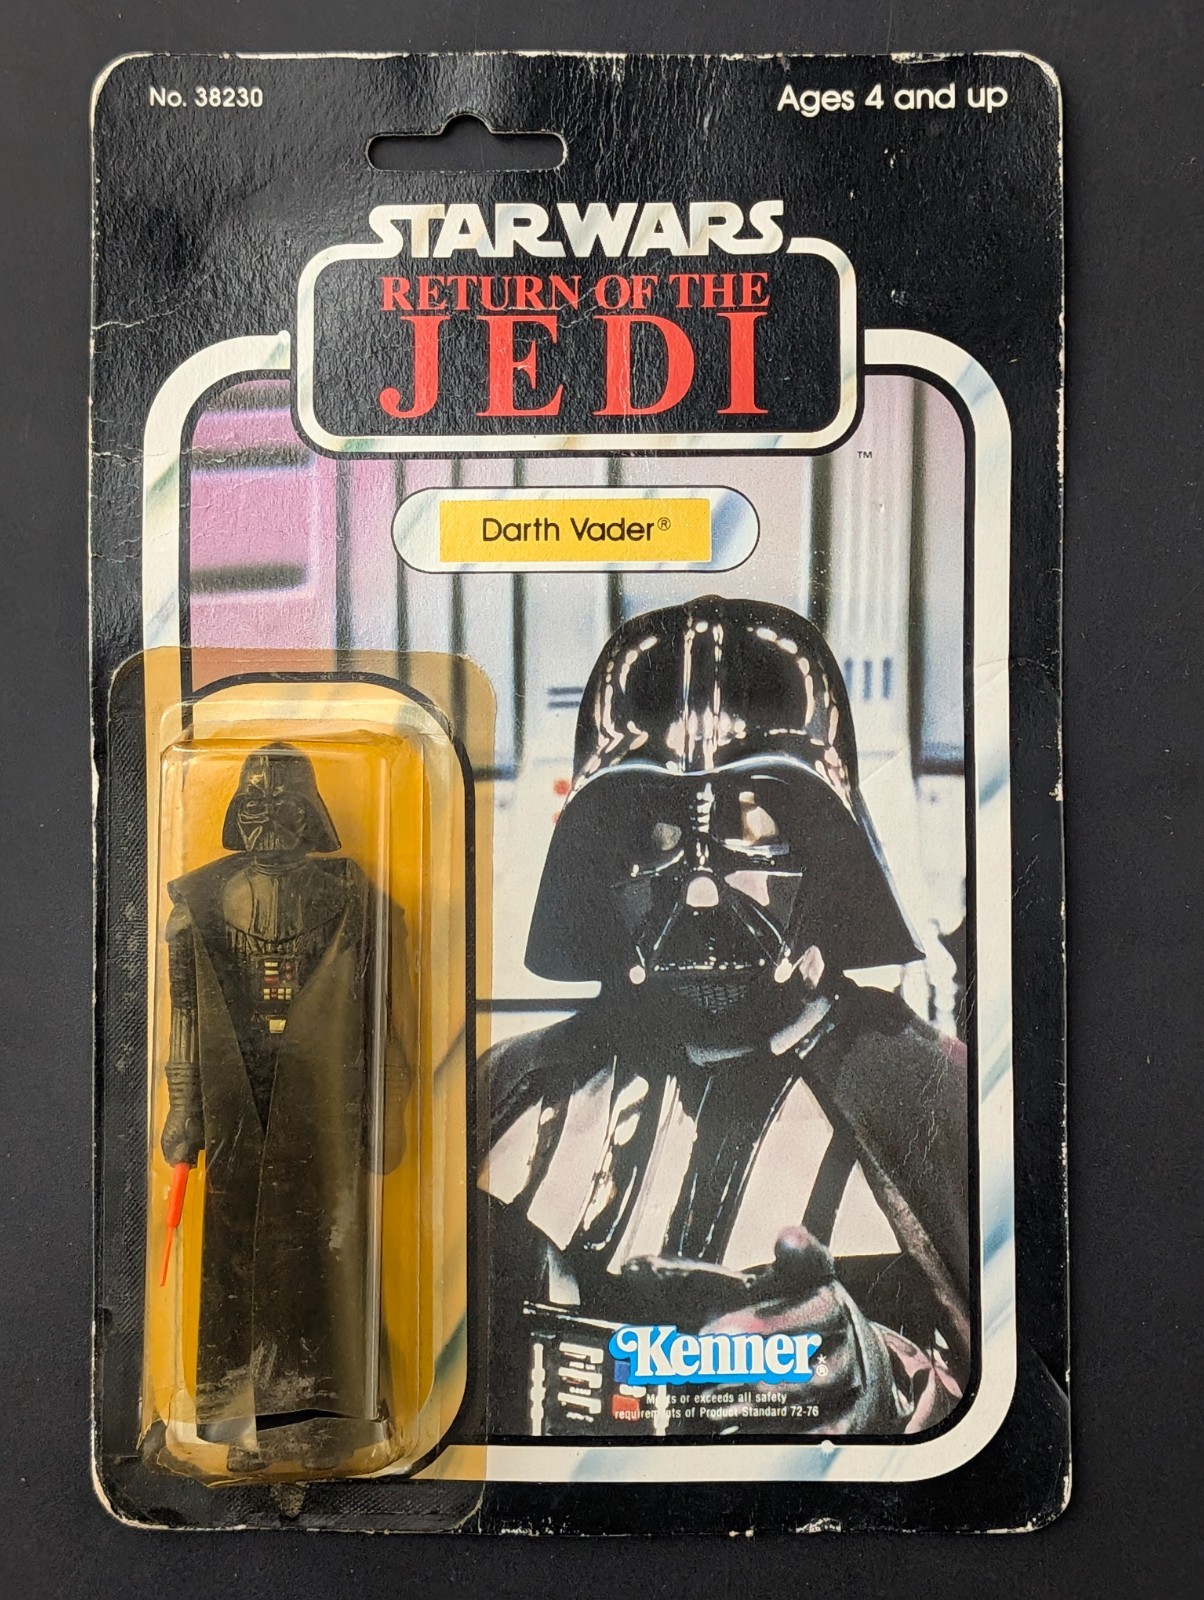 No. 38230
Ages 4 and up
STAR WARS
RETURN OF THE
JEDI
TM
Darth Vader®
Kenner®
Meets or exceeds all safety
requirements of Product Standard 72-76